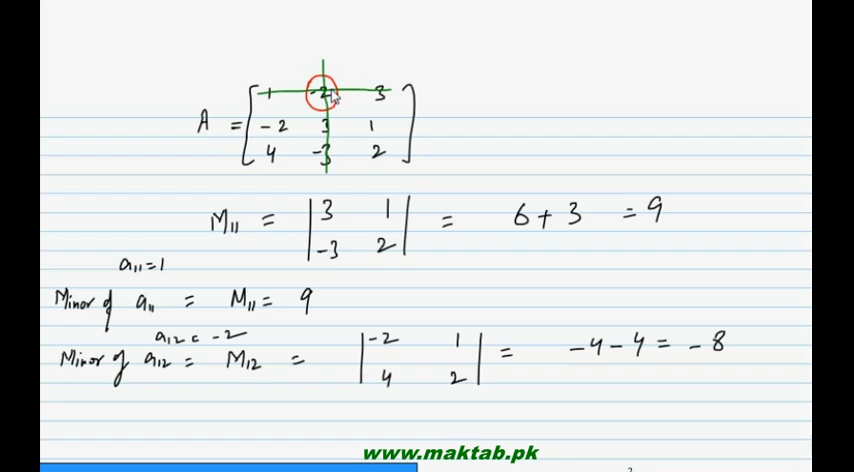 1 -2 3
A = -2 3 1
4 -3 2
M11 = | 3 1 | = 6 + 3 = 9
| -3 2 |
a11 = 1
Minor of a11 = M11 = 9
a12 = -2
Minor of a12 = M12 = | -2 1 | = -4 - 4 = -8
| 4 2 |
www.maktab.pk